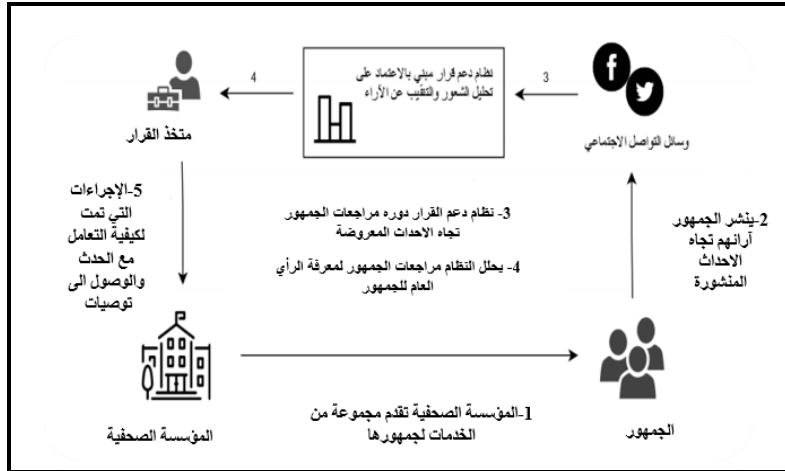 نظام دعم قرار مبني بالاعتماد على
تحليل الشعور والتنقيب عن الأراء
4
3
f
متخذ القرار
وسائل التواصل الاجتماعي
5-الإجراءات
التي تمت
لكيفية التعامل
مع الحدث
والوصول الى
توصيات
3- نظام دعم القرار دوره مراجعات الجمهور
تجاه الاحداث المعروضة
4- يحلل النظام مراجعات الجمهور لمعرفة الرأي
العام للجمهور
2-ينشر الجمهور
آرائهم تجاه
الاحداث
المنشورة
المؤسسة الصحفية
1-المؤسسة الصحفية تقدم مجموعة من
الخدمات لجمهورها
الجمهور